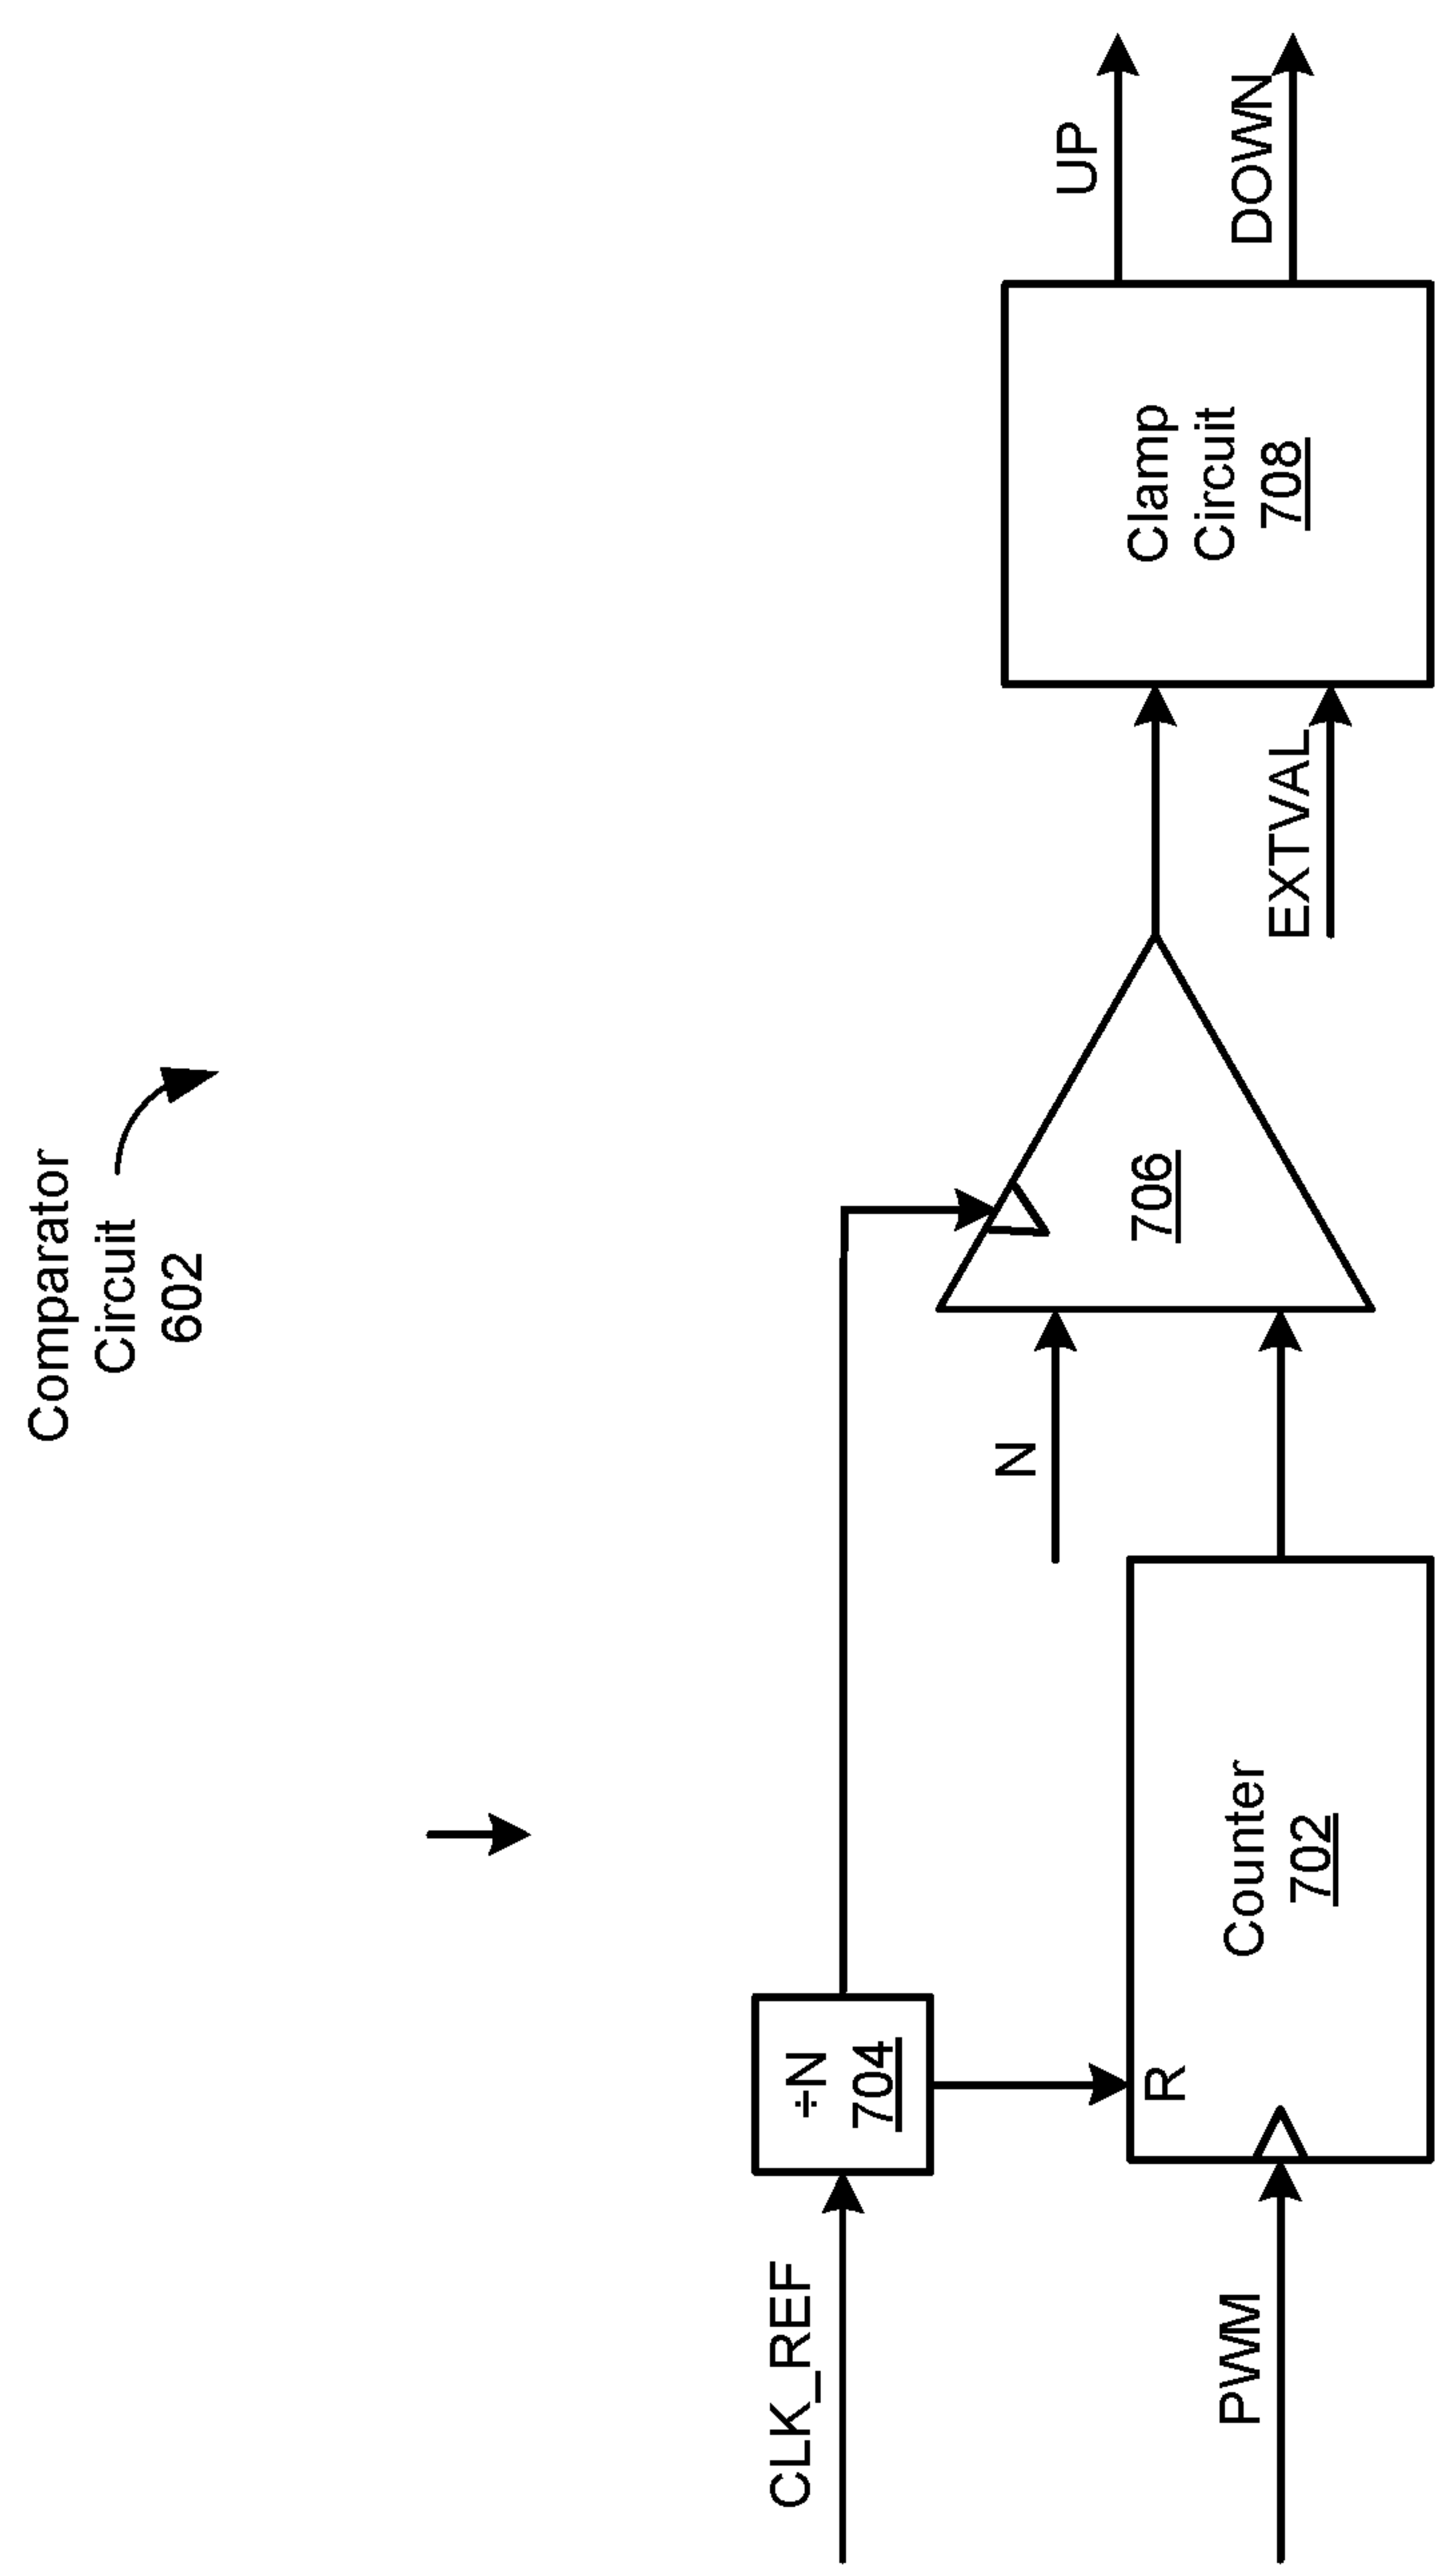 Comparator
Circuit
602
CLK_REF
÷N
704
PWM
R
Counter
702
N
706
EXTVAL
Clamp
Circuit
708
UP
DOWN